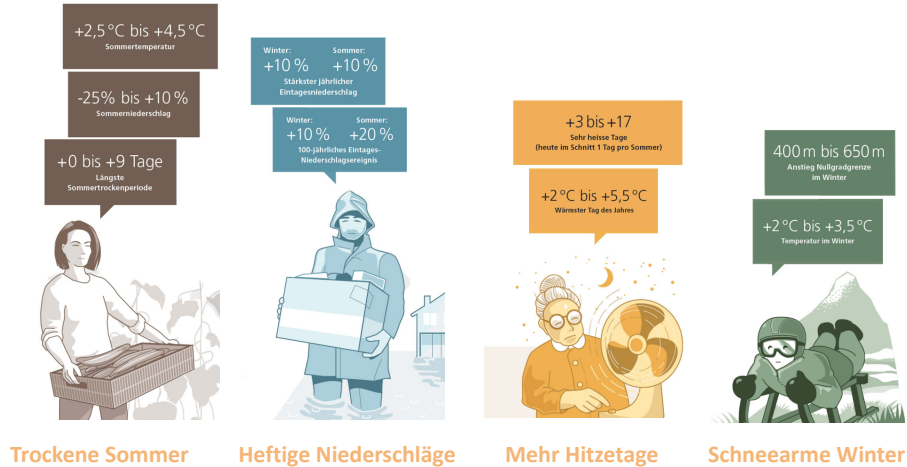 +2,5 °C bis +4,5 °C
Sommertemperatur
-25% bis +10 %
Sommerniederschlag
+0 bis +9 Tage
Längste
Sommertrockenperiode
Winter: Sommer:
+10 % +10 %
Stärkster jährlicher
Eintagesniederschlag
Winter: Sommer:
+10 % +20 %
100-jährliches Eintages-
Niederschlagsereignis
+3 bis +17
Sehr heisse Tage
(heute im Schnitt 1 Tag pro Sommer)
+2 °C bis +5,5 °C
Wärmster Tag des Jahres
400 m bis 650 m
Anstieg Nullgradgrenze
im Winter
+2 °C bis +3,5 °C
Temperatur im Winter
Trockene Sommer
Heftige Niederschläge
Mehr Hitzetage
Schneearme Winter